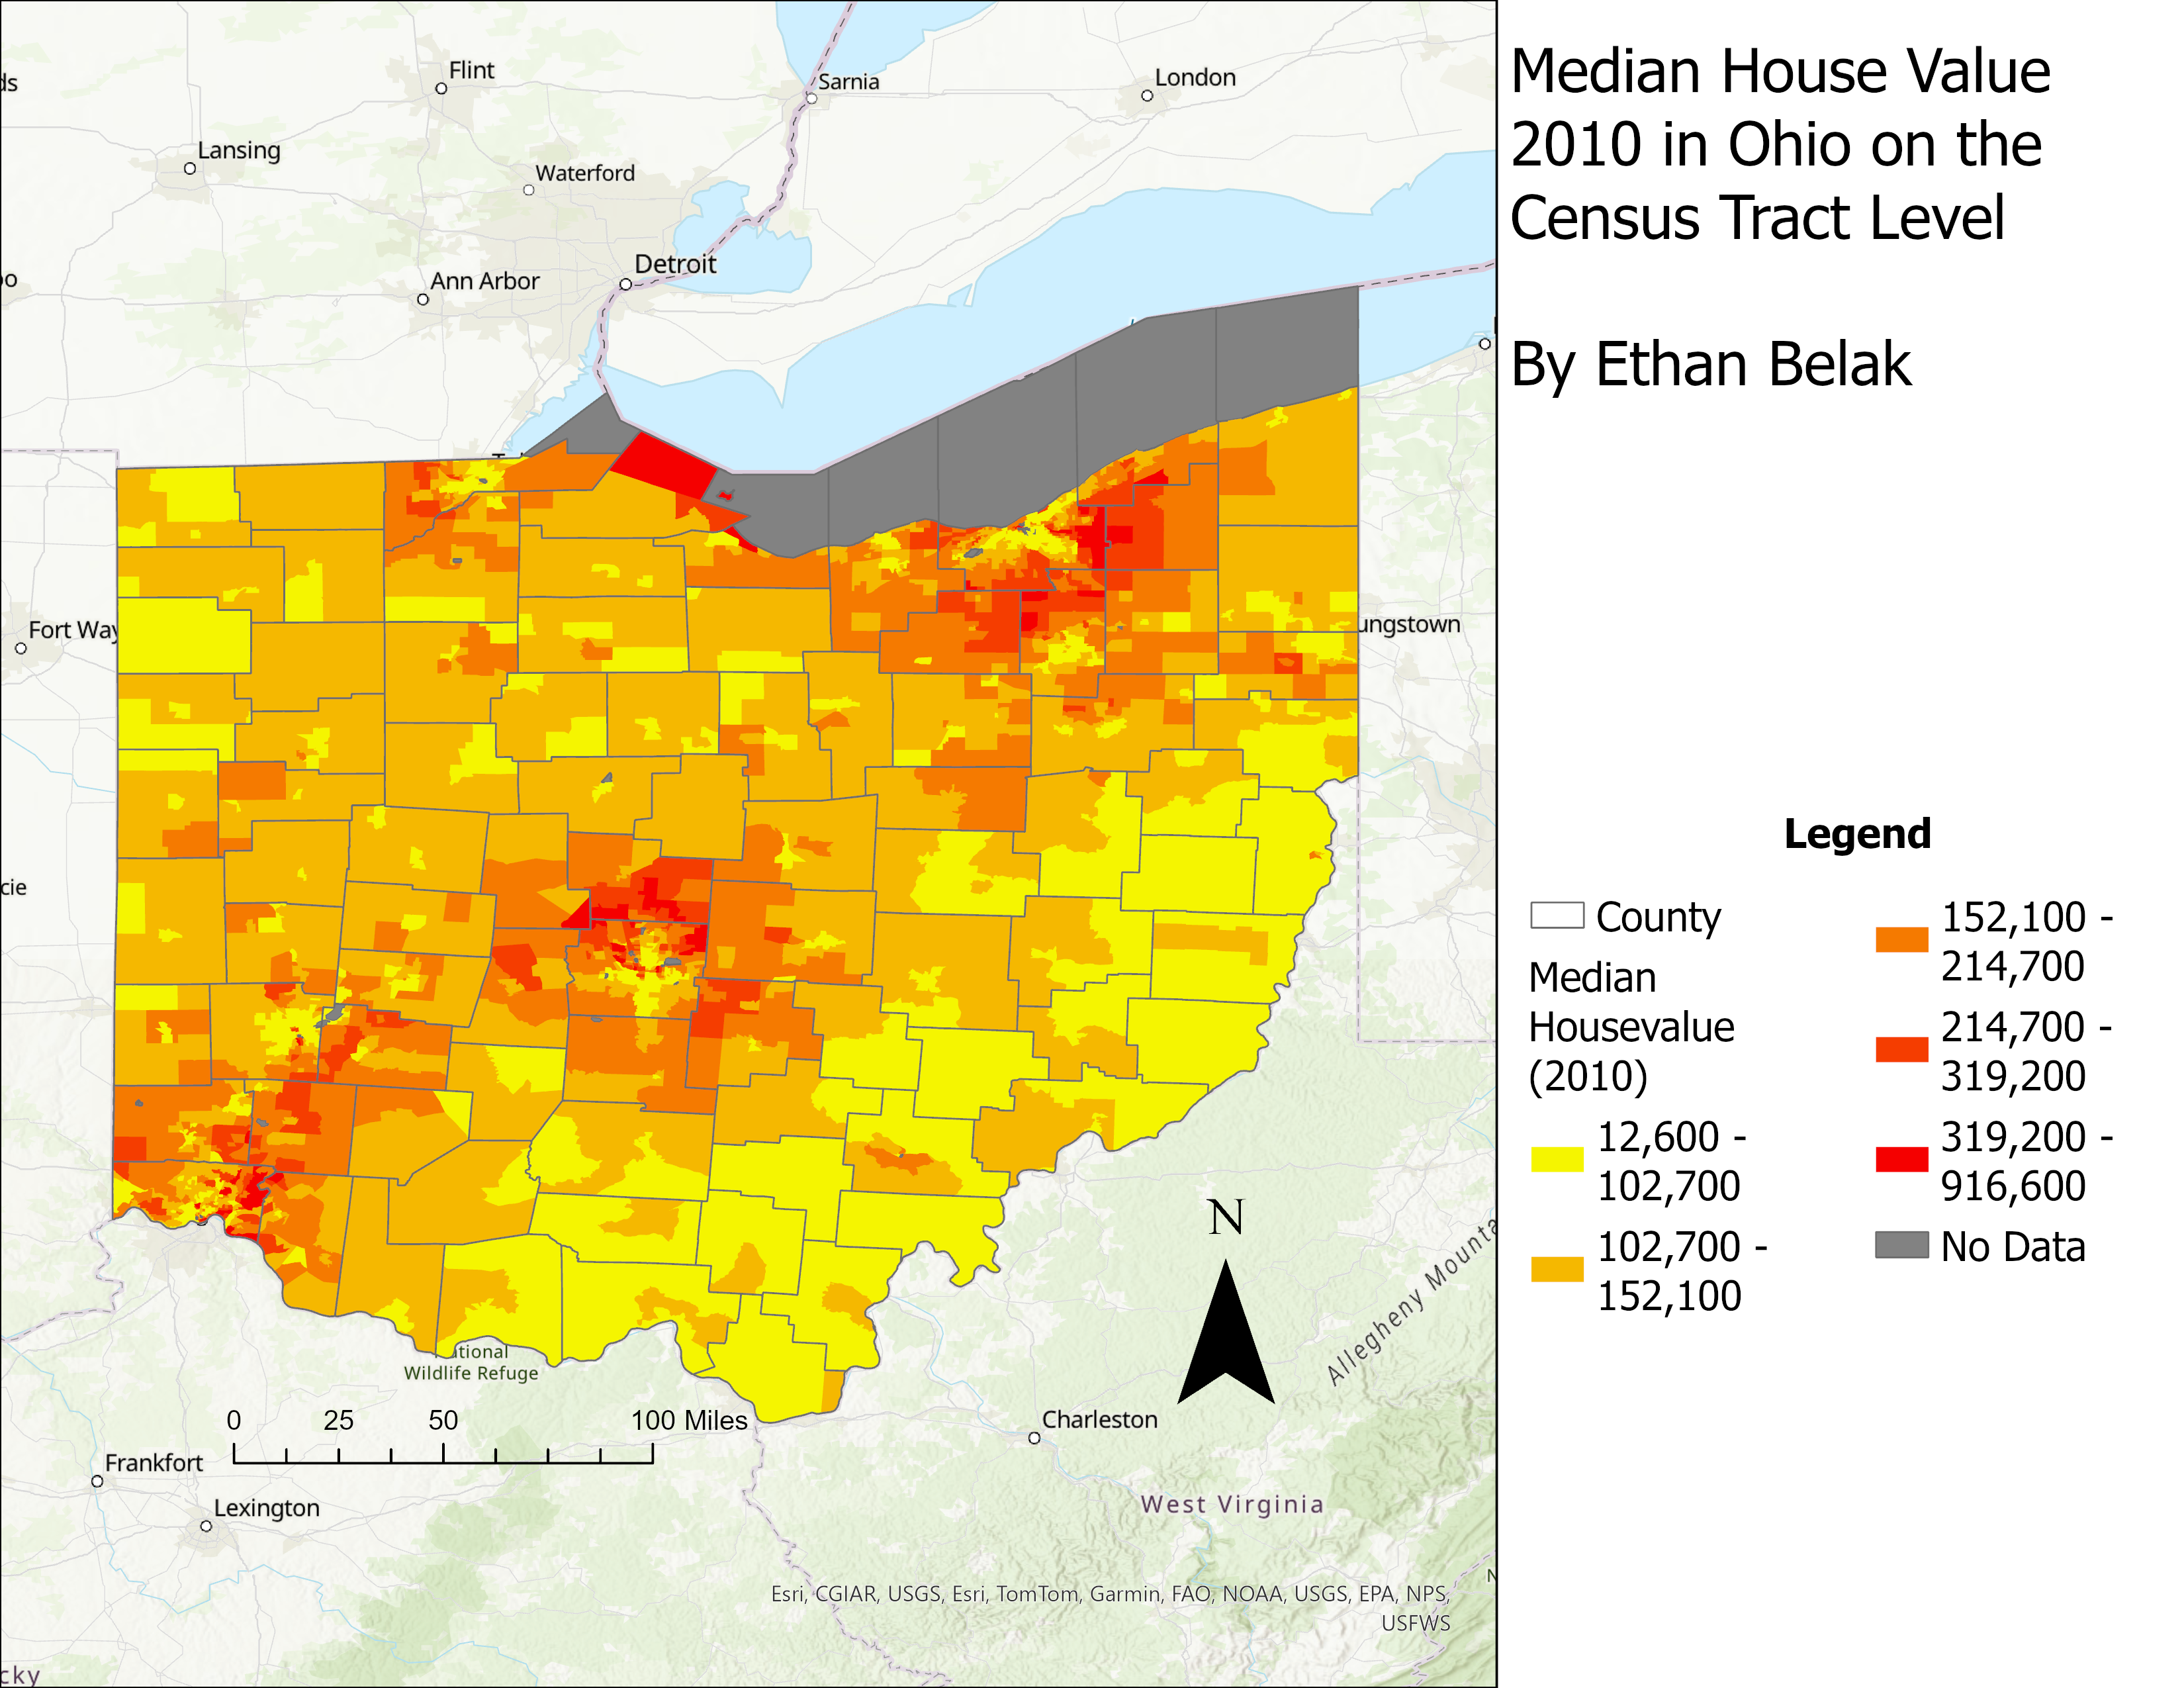 Median House Value
2010 in Ohio on the
Census Tract Level
By Ethan Belak
Flint
Sarnia
London
Lansing
Waterford
Detroit
Ann Arbor
Fort Way
ungstown
cie
Legend
County
Median
Housevalue
(2010)
12,600 -
102,700
102,700 -
152,100
152,100 -
214,700
214,700 -
319,200
319,200 -
916,600
No Data
N
Allegheny Mounta
ational
Wildlife Refuge
0 25 50 100 Miles
Charleston
Frankfort
Lexington
West Virginia
Esri, CGIAR, USGS, Esri, TomTom, Garmin, FAO, NOAA, USGS, EPA, NPS,
USFWS
cky